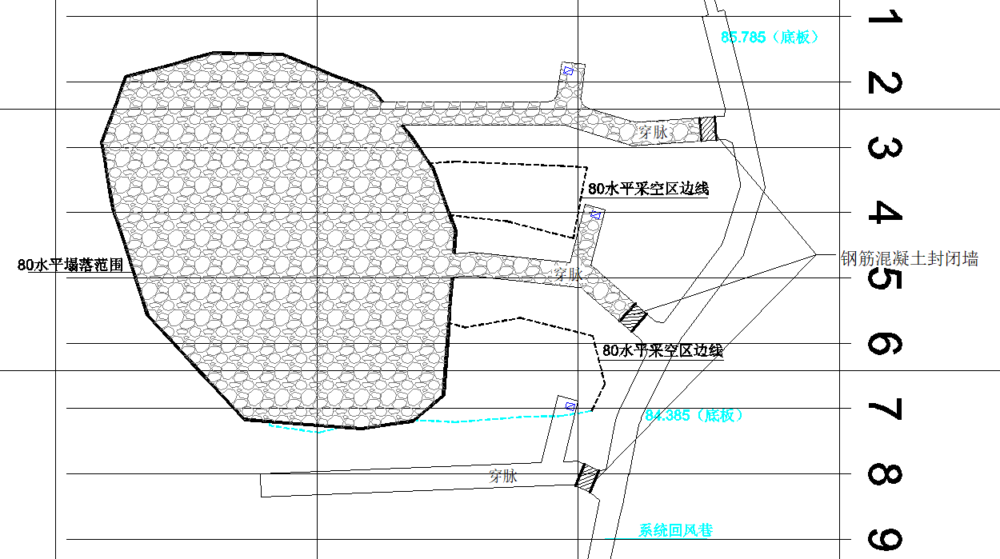 1
85.785（底板）
2
穿脉
3
80水平采空区边线
4
80水平塌落范围
钢筋混凝土封闭墙
穿脉
5
6
80水平采空区边线
7
84.385（底板）
穿脉
8
系统回风巷
9